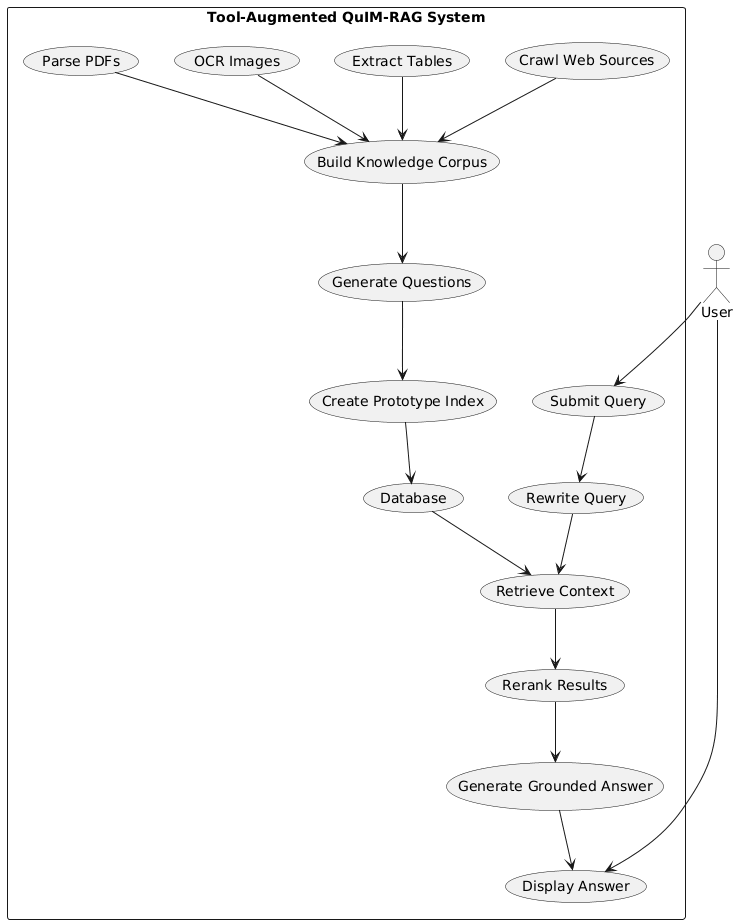 Tool-Augmented QuIM-RAG System
Parse PDFs
OCR Images
Extract Tables
Crawl Web Sources
Build Knowledge Corpus
Generate Questions
User
Create Prototype Index
Submit Query
Database
Rewrite Query
Retrieve Context
Rerank Results
Generate Grounded Answer
Display Answer